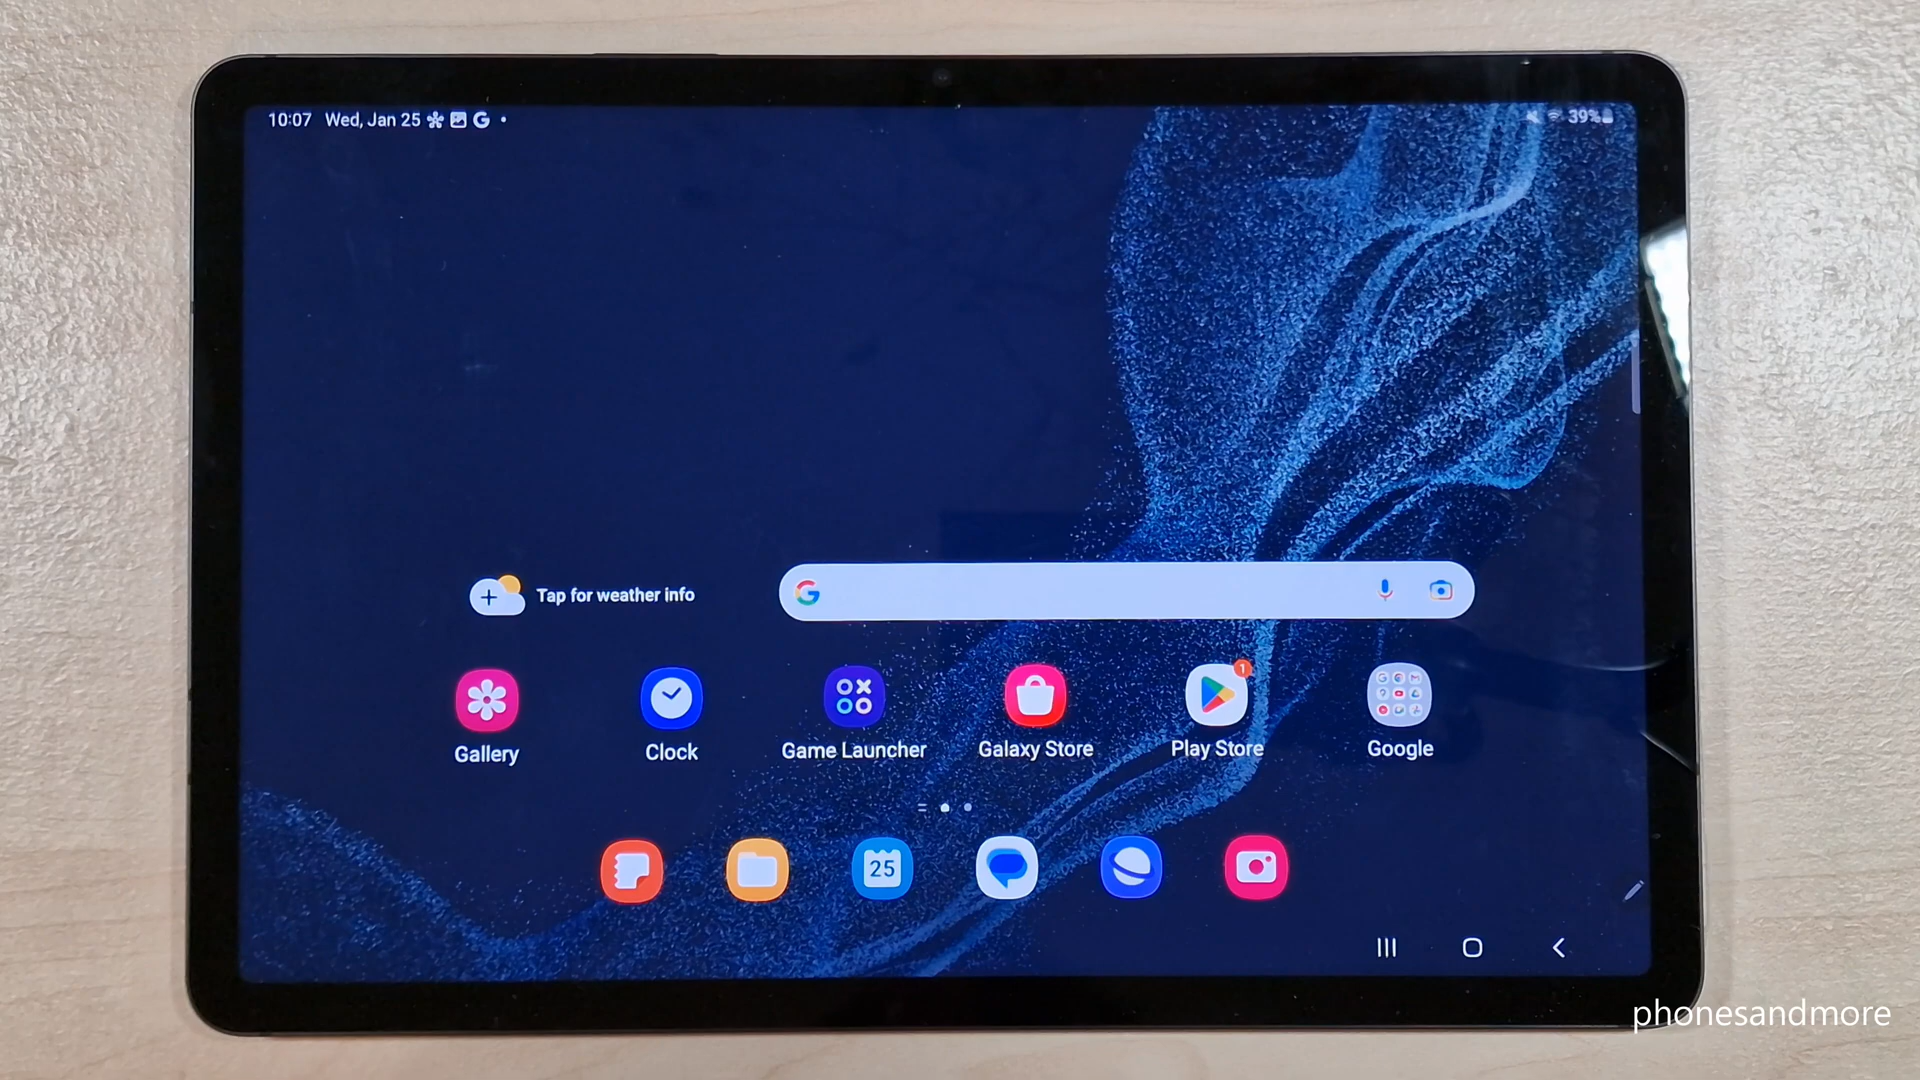 10:07 Wed, Jan 25 G 39%
Tap for weather info
G
Gallery Clock Game Launcher Galaxy Store Play Store 1 Google
25
phonesandmore